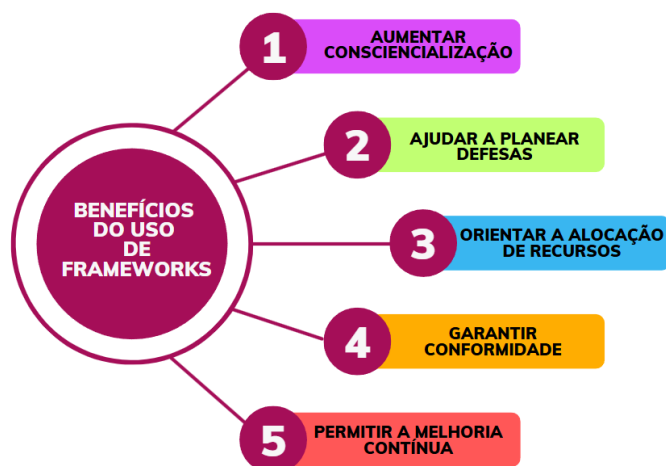 BENEFÍCIOS
DO USO
DE
FRAMEWORKS
1
AUMENTAR
CONSCIENCIALIZAÇÃO
2
AJUDAR A PLANEAR
DEFESAS
3
ORIENTAR A ALOCAÇÃO
DE RECURSOS
4
GARANTIR
CONFORMIDADE
5
PERMITIR A MELHORIA
CONTÍNUA